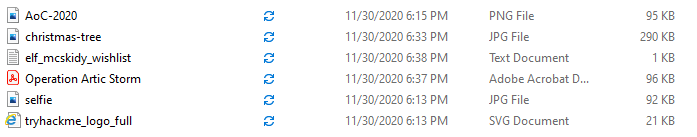 AoC-2020 11/30/2020 6:15 PM PNG File 95 KB
christmas-tree 11/30/2020 6:33 PM JPG File 290 KB
elf_mcskidy_wishlist 11/30/2020 6:38 PM Text Document 1 KB
Operation Artic Storm 11/30/2020 6:37 PM Adobe Acrobat D... 96 KB
selfie 11/30/2020 6:13 PM JPG File 92 KB
tryhackme_logo_full 11/30/2020 6:13 PM SVG Document 21 KB